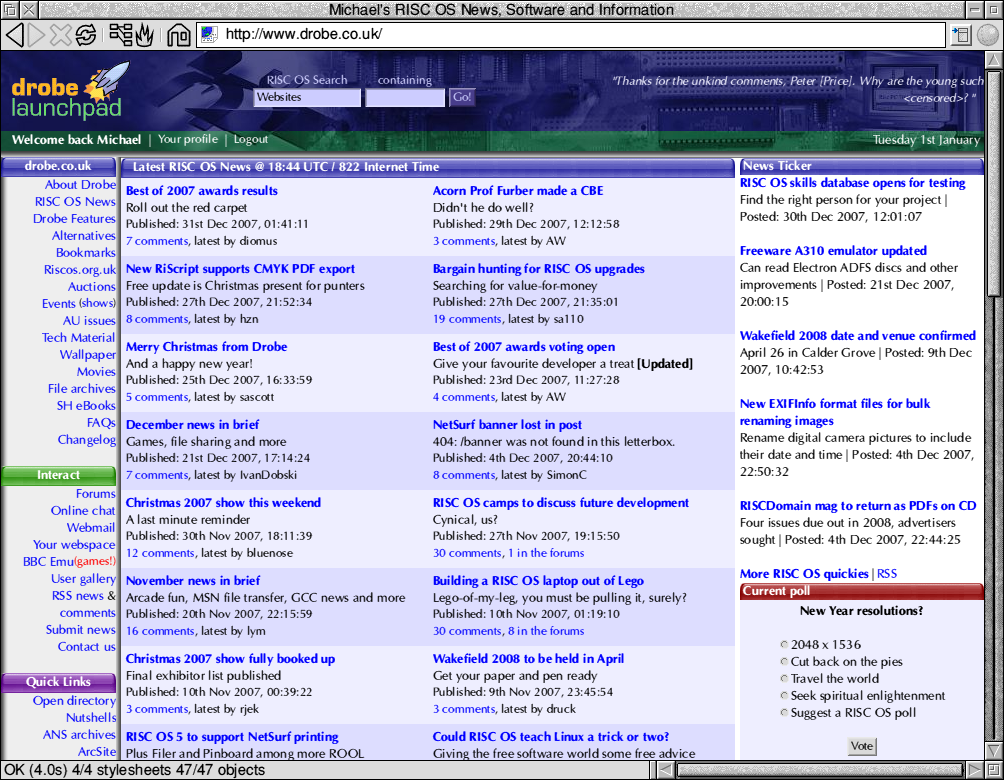 Michael's RISC OS News, Software and Information
http://www.drobe.co.uk/
drobe
launchpad
RISC OS Search
containing
Websites
Go!
"Thanks for the unkind comments, Peter [Price]. Why are the young such
<censored>? "
Welcome back Michael | Your profile | Logout
Tuesday 1st January
drobe.co.uk
About Drobe
RISC OS News
Drobe Features
Alternatives
Bookmarks
Riscos.org.uk
Auctions
Events (shows)
AU issues
Tech Material
Wallpaper
Movies
File archives
SH eBooks
FAQs
Changelog
Interact
Forums
Online chat
Webmail
Your webspace
BBC Emu(games!)
User gallery
RSS news &
comments
Submit news
Contact us
Quick Links
Open directory
Nutshells
ANS archives
ArcSite
Latest RISC OS News @ 18:44 UTC / 822 Internet Time
Best of 2007 awards results
Roll out the red carpet
Published: 31st Dec 2007, 01:41:11
7 comments, latest by diomus
Acorn Prof Furber made a CBE
Didn't he do well?
Published: 29th Dec 2007, 12:12:58
3 comments, latest by AW
New RiScript supports CMYK PDF export
Free update is Christmas present for punters
Published: 27th Dec 2007, 21:52:34
8 comments, latest by hzn
Bargain hunting for RISC OS upgrades
Searching for value-for-money
Published: 27th Dec 2007, 21:35:01
19 comments, latest by sa110
Merry Christmas from Drobe
And a happy new year!
Published: 25th Dec 2007, 16:33:59
5 comments, latest by sascott
Best of 2007 awards voting open
Give your favourite developer a treat [Updated]
Published: 23rd Dec 2007, 11:27:28
4 comments, latest by AW
December news in brief
Games, file sharing and more
Published: 21st Dec 2007, 17:14:24
7 comments, latest by IvanDobski
NetSurf banner lost in post
404: /banner was not found in this letterbox.
Published: 4th Dec 2007, 20:44:10
8 comments, latest by SimonC
Christmas 2007 show this weekend
A last minute reminder
Published: 30th Nov 2007, 18:11:39
12 comments, latest by bluenose
RISC OS camps to discuss future development
Cynical, us?
Published: 27th Nov 2007, 19:15:50
30 comments, 1 in the forums
November news in brief
Arcade fun, MSN file transfer, GCC news and more
Published: 20th Nov 2007, 22:15:59
16 comments, latest by lym
Building a RISC OS laptop out of Lego
Lego-of-my-leg, you must be pulling it, surely?
Published: 10th Nov 2007, 01:19:10
30 comments, 8 in the forums
Christmas 2007 show fully booked up
Final exhibitor list published
Published: 10th Nov 2007, 00:39:22
3 comments, latest by rjek
Wakefield 2008 to be held in April
Get your paper and pen ready
Published: 9th Nov 2007, 23:45:54
3 comments, latest by druck
RISC OS 5 to support NetSurf printing
Plus Filer and Pinboard among more ROOL
Could RISC OS teach Linux a trick or two?
Giving the free software world some free advice
News Ticker
RISC OS skills database opens for testing
Find the right person for your project |
Posted: 30th Dec 2007, 12:01:07
Freeware A310 emulator updated
Can read Electron ADFS discs and other
improvements | Posted: 21st Dec 2007,
20:00:15
Wakefield 2008 date and venue confirmed
April 26 in Calder Grove | Posted: 9th Dec
2007, 10:42:53
New EXIFInfo format files for bulk
renaming images
Rename digital camera pictures to include
their date and time | Posted: 4th Dec 2007,
22:50:32
RISCDomain mag to return as PDFs on CD
Four issues due out in 2008, advertisers
sought | Posted: 4th Dec 2007, 22:44:25
More RISC OS quickies | RSS
Current poll
New Year resolutions?
2048 x 1536
Cut back on the pies
Travel the world
Seek spiritual enlightenment
Suggest a RISC OS poll
Vote
OK (4.0s) 4/4 stylesheets 47/47 objects